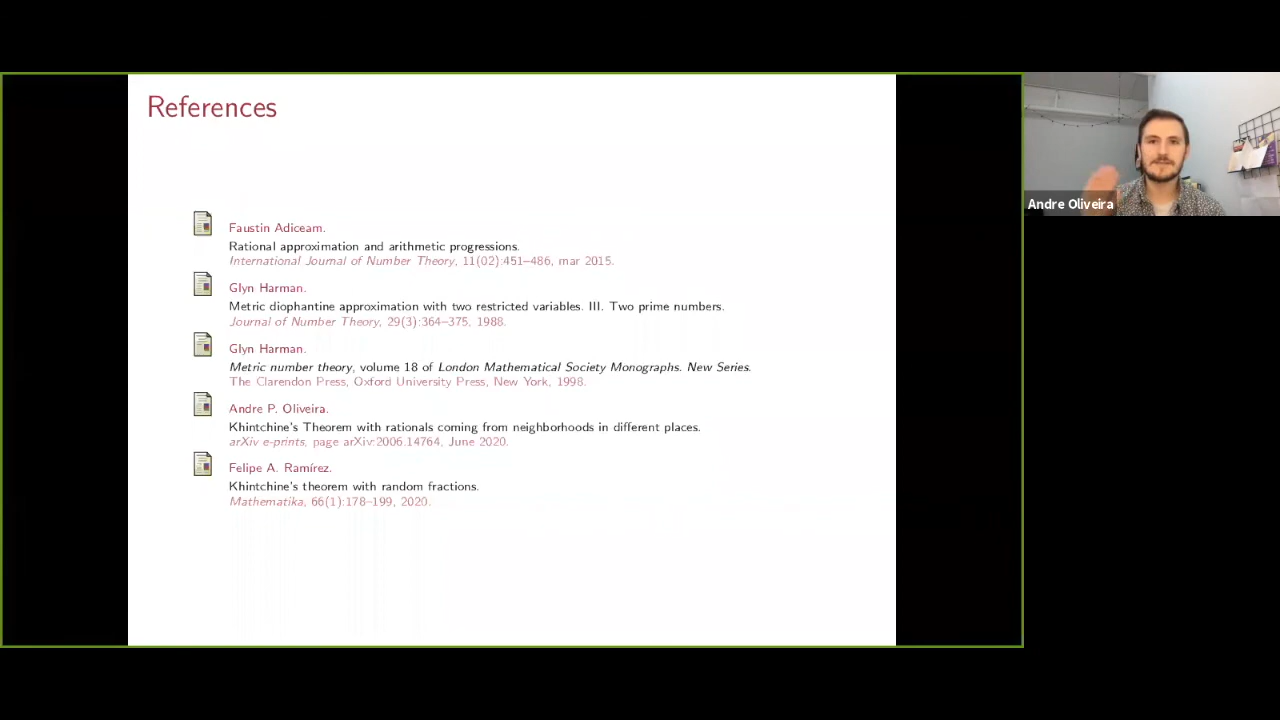 References
Faustin Adiceam.
Rational approximation and arithmetic progressions.
International Journal of Number Theory, 11(02):451–486, mar 2015.
Glyn Harman.
Metric diophantine approximation with two restricted variables. III. Two prime numbers.
Journal of Number Theory, 29(3):364–375, 1988.
Glyn Harman.
Metric number theory, volume 18 of London Mathematical Society Monographs. New Series.
The Clarendon Press, Oxford University Press, New York, 1998.
Andre P. Oliveira.
Khintchine's Theorem with rationals coming from neighborhoods in different places.
arXiv e-prints, page arXiv:2006.14764, June 2020.
Felipe A. Ramírez.
Khintchine's theorem with random fractions.
Mathematika, 66(1):178–199, 2020.
Andre Oliveira